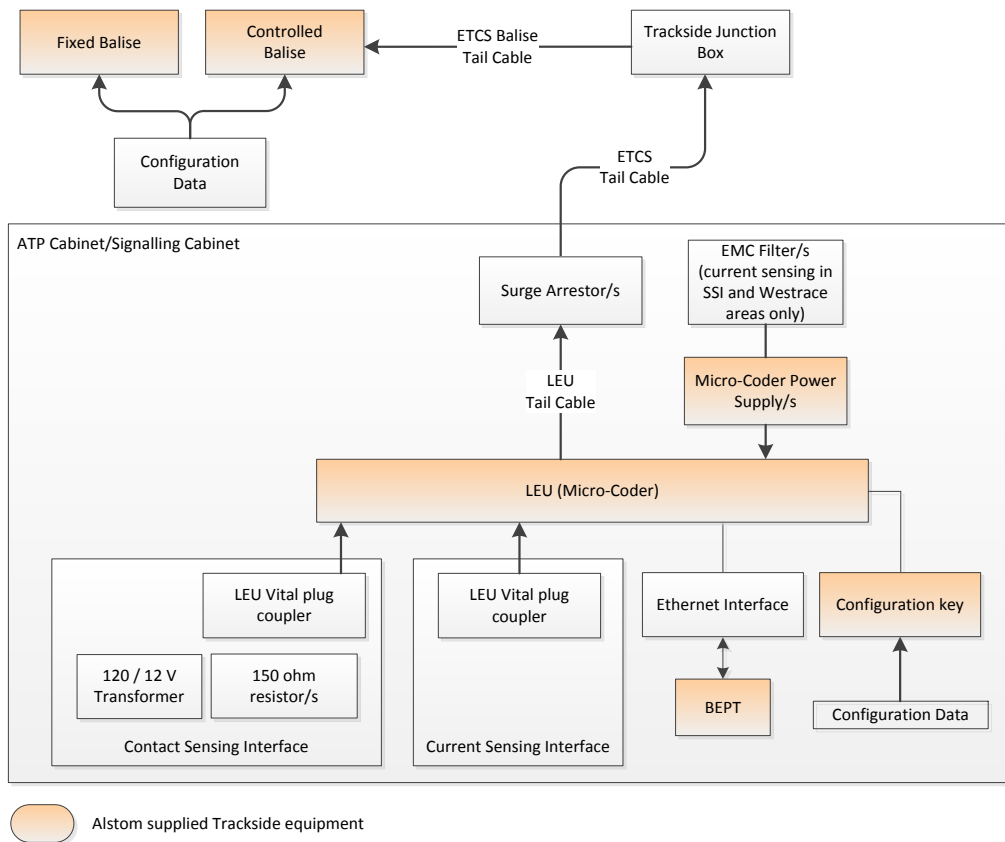 Fixed Balise
Controlled
Balise
ETCS Balise
Tail Cable
Trackside Junction
Box
Configuration
Data
ETCS
Tail Cable
ATP Cabinet/Signalling Cabinet
Surge Arrestor/s
EMC Filter/s
(current sensing in
SSI and Westrace
areas only)
LEU
Tail Cable
Micro-Coder Power
Supply/s
LEU (Micro-Coder)
LEU Vital plug
coupler
120 / 12 V
Transformer
150 ohm
resistor/s
Contact Sensing Interface
LEU Vital plug
coupler
Current Sensing Interface
Ethernet Interface
BEPT
Configuration key
Configuration Data
Alstom supplied Trackside equipment